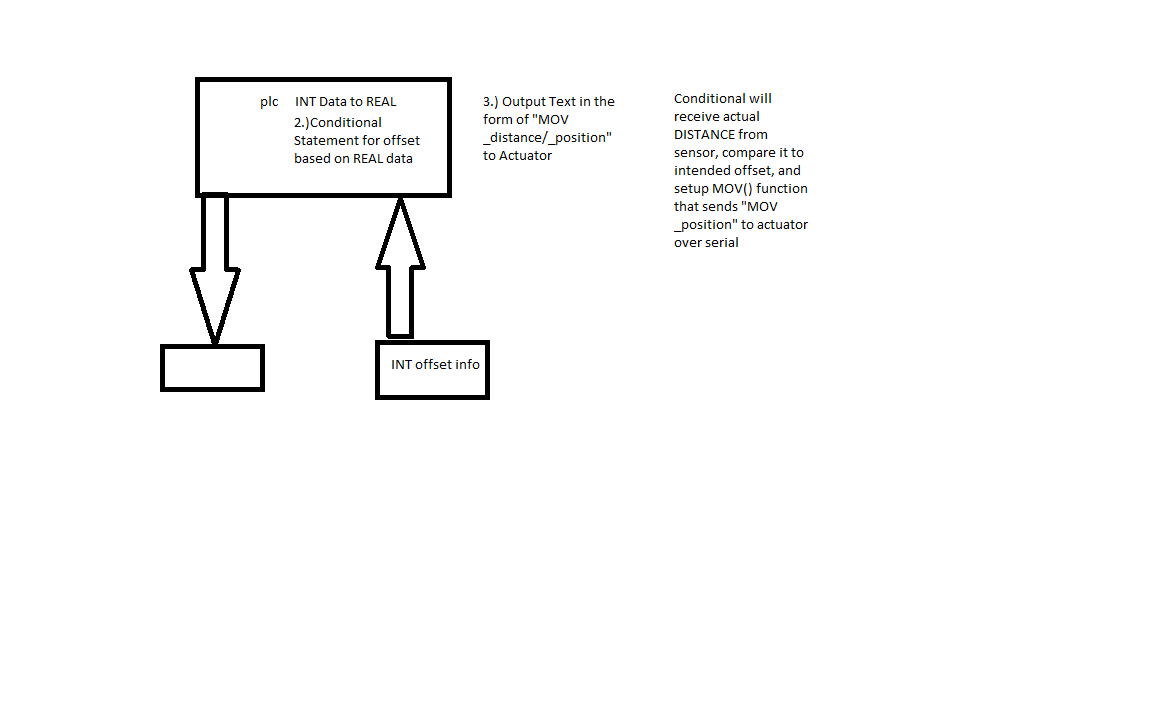 plc INT Data to REAL
2.)Conditional
Statement for offset
based on REAL data
3.) Output Text in the
form of "MOV
_distance/_position"
to Actuator
Conditional will
receive actual
DISTANCE from
sensor, compare it to
intended offset, and
setup MOV() function
that sends "MOV
_position" to actuator
over serial
INT offset info